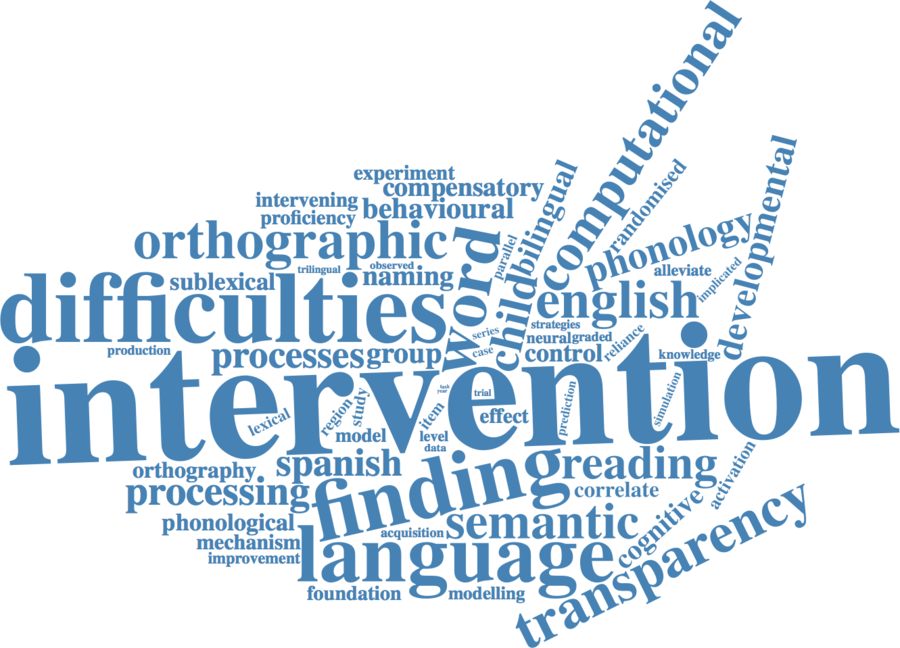 computational
experiment
compensatory
intervening
proficiency
behavioural
bilingual
randomised
developmental
orthographic
word
parallel
child
phonology
trilingual
observed
sublexical
naming
alleviate
implicated
difficulties
english
series
case
strategies
neural
graded
reliance
production
processes
group
control
knowledge
intervention
task
year
trial
lexical
region
study
item
effect
prediction
simulation
model
level
data
orthography
spanish
finding
reading
processing
correlate
activation
phonological
mechanism
improvement
acquisition
semantic
cognitive
transparency
language
foundation
modelling